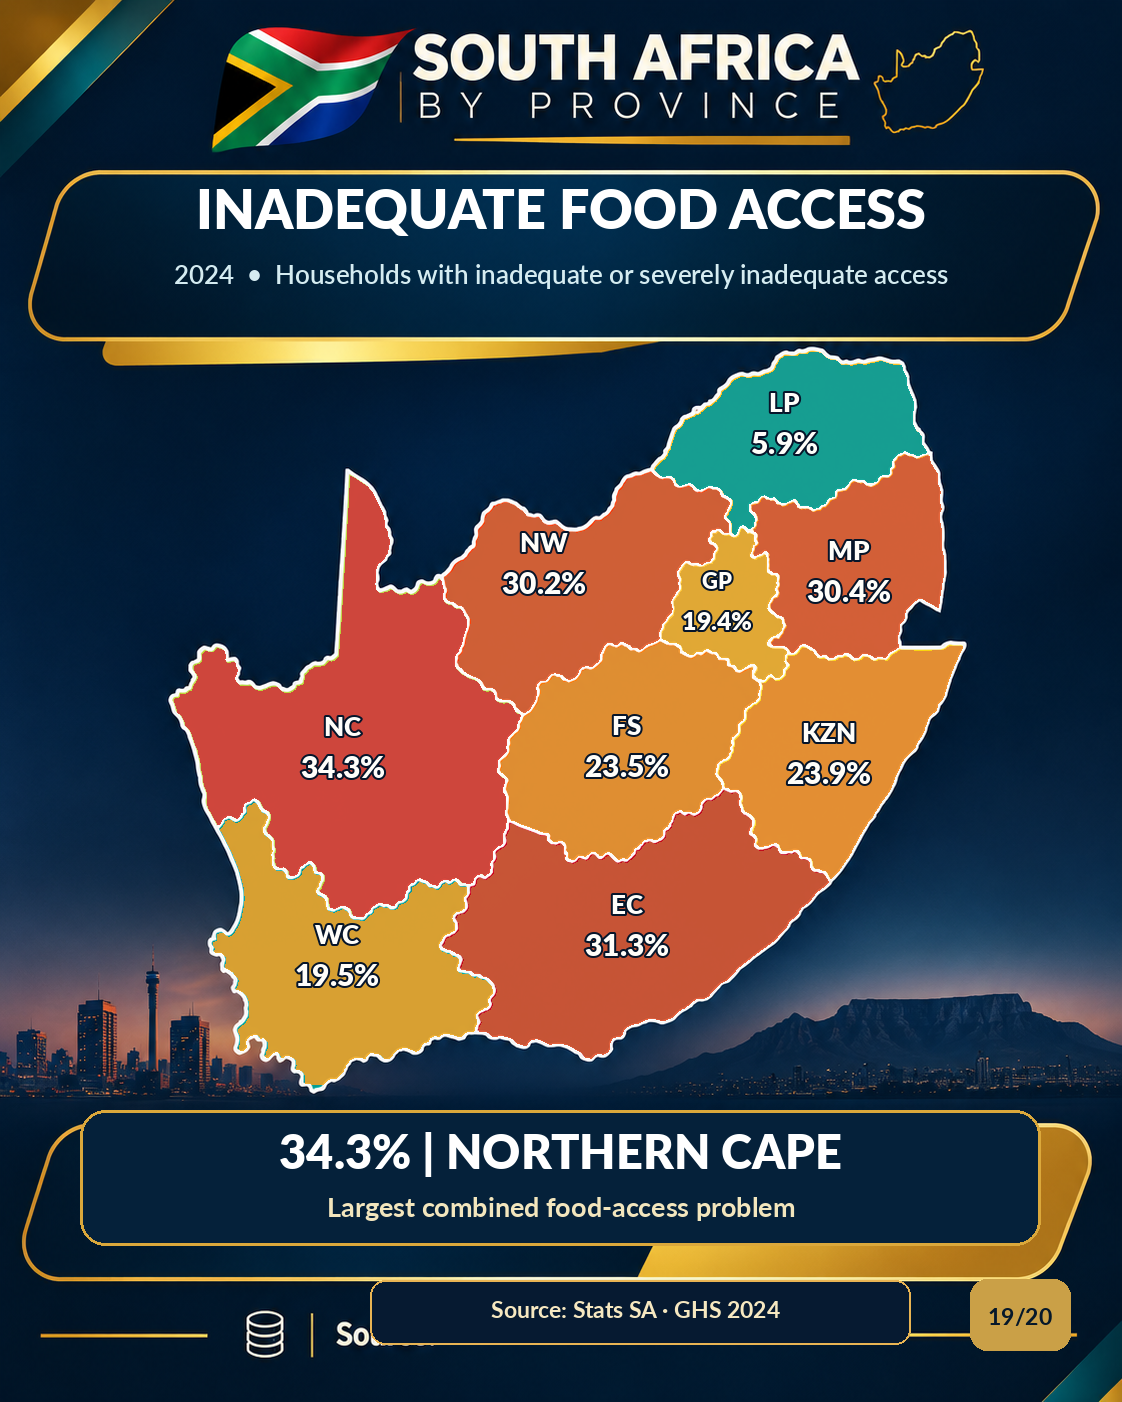 SOUTH AFRICA
BY PROVINCE
INADEQUATE FOOD ACCESS
2024 • Households with inadequate or severely inadequate access
LP
5.9%
NW
30.2%
MP
30.4%
GP
19.4%
NC
34.3%
FS
23.5%
KZN
23.9%
EC
31.3%
WC
19.5%
34.3% | NORTHERN CAPE
Largest combined food-access problem
Source: Stats SA · GHS 2024
19/20